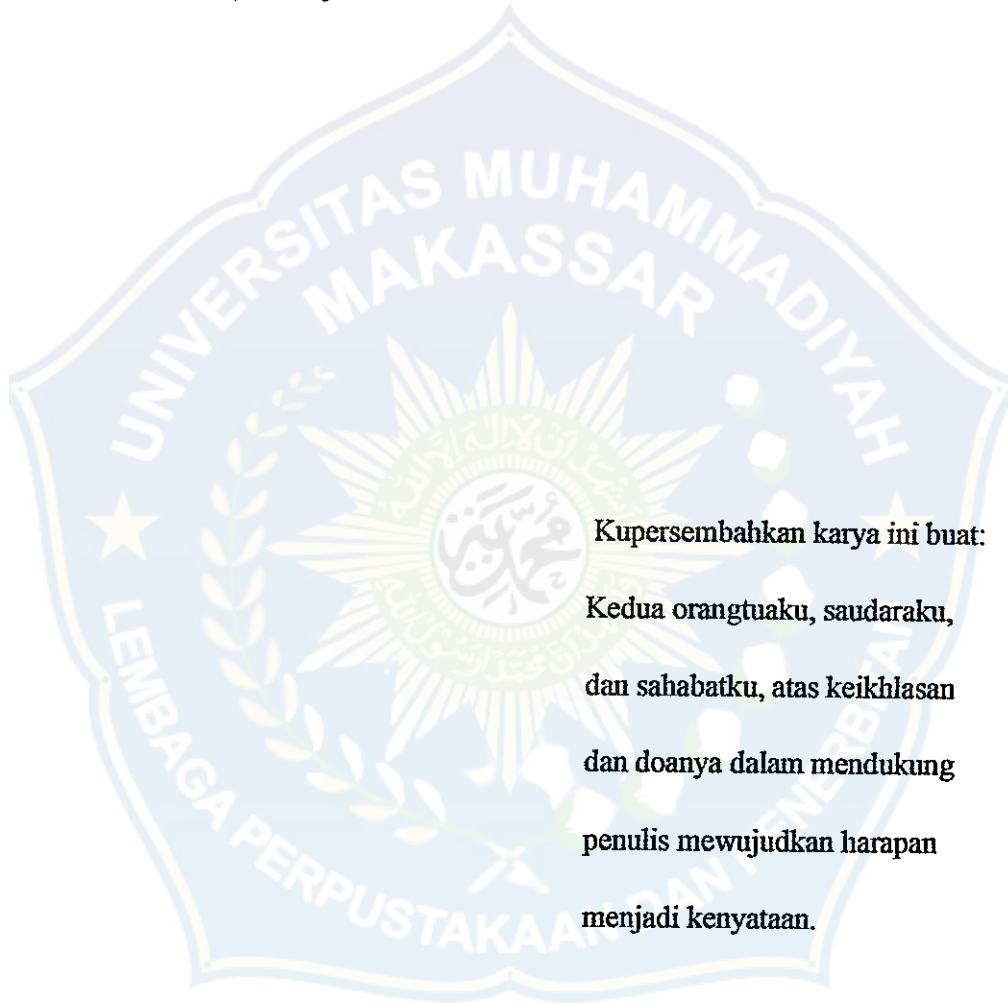 UNIVERSITAS MUHAMMADIYAH
MAKASSAR
Kupersembahkan karya ini buat:
Kedua orangtuaku, saudaraku,
dan sahabatku, atas keikhlasan
dan doanya dalam mendukung
penulis mewujudkan harapan
menjadi kenyataan.
LEMBAGA PERPUSTAKAAN DAN PENERBITAN